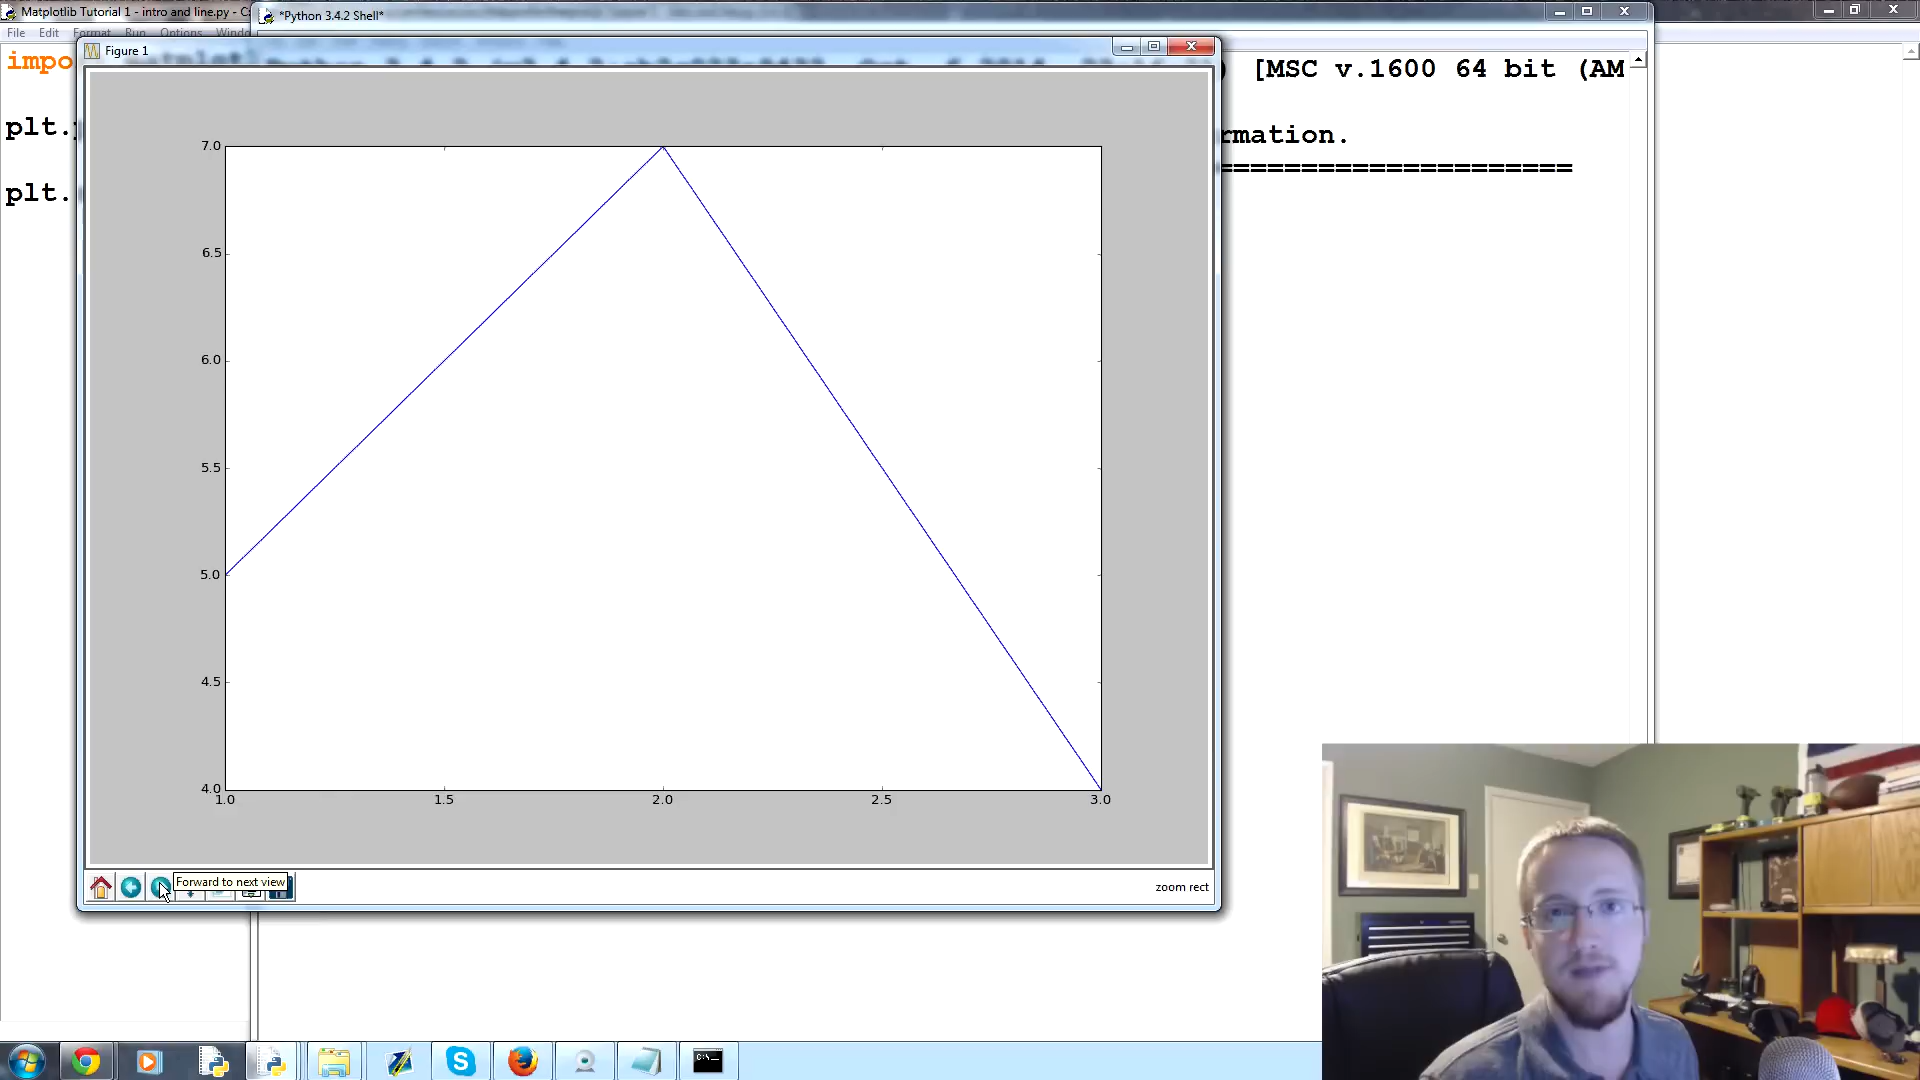 Matplotlib Tutorial 1 - intro and line.py - C
*Python 3.4.2 Shell*
File Edit Format Run Options Windo
Figure 1
impo
[MSC v.1600 64 bit (AM
plt.
rmation.
====================
plt.
7.0
6.5
6.0
5.5
5.0
4.5
4.0
1.0 1.5 2.0 2.5 3.0
Forward to next view
zoom rect
C:\